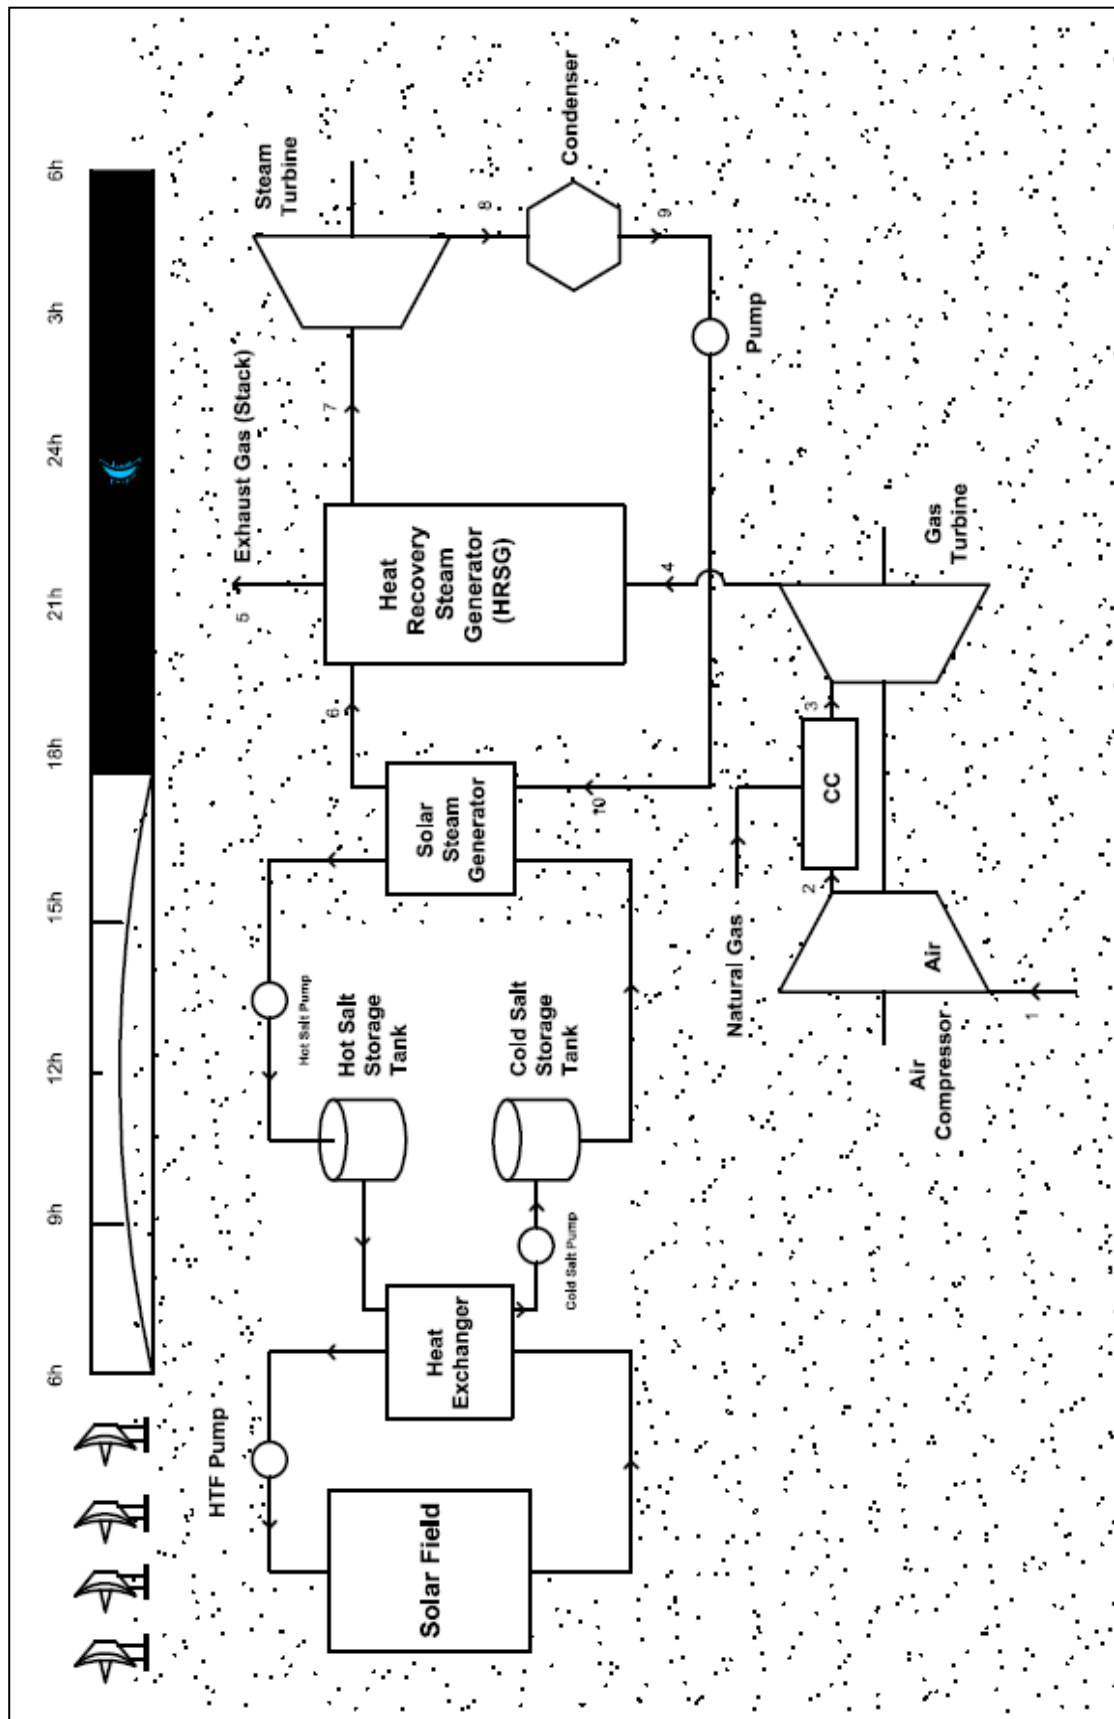 6h
9h
12h
15h
18h
21h
24h
3h
6h
HTF Pump
Solar Field
Heat
Exchanger
Hot Salt Pump
Hot Salt
Storage
Tank
Cold Salt Pump
Cold Salt
Storage
Tank
Solar
Steam
Generator
5
Exhaust Gas (Stack)
6
7
Heat
Recovery
Steam
Generator
(HRSG)
Steam
Turbine
8
Condenser
9
Pump
10
4
Natural Gas
Air
Compressor
Air
1
2
CC
3
Gas
Turbine